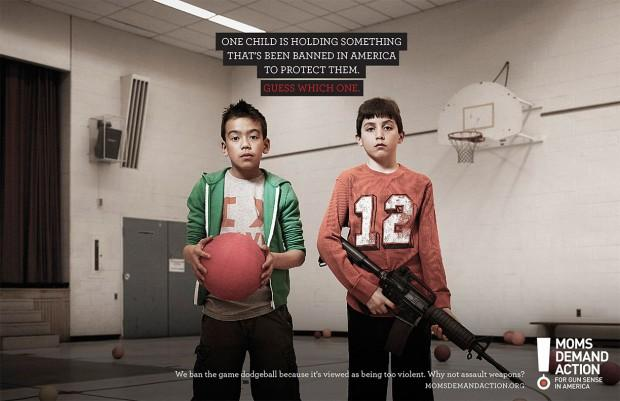 ONE CHILD IS HOLDING SOMETHING
THAT'S BEEN BANNED IN AMERICA
TO PROTECT THEM.
GUESS WHICH ONE.
12
We ban the game dodgeball because it's viewed as being too violent. Why not assault weapons?
MOMSDEMANDACTION.ORG
MOMS
DEMAND
ACTION
FOR GUN SENSE
IN AMERICA